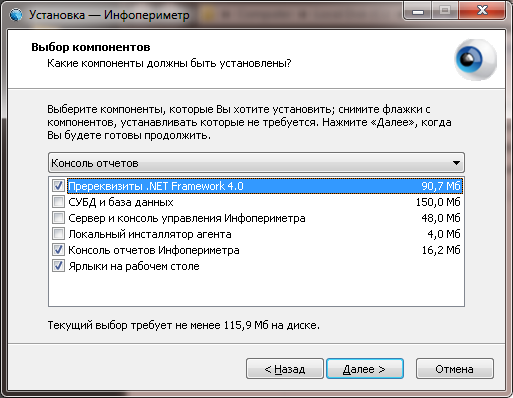 Установка — Инфопериметр
Выбор компонентов
Какие компоненты должны быть установлены?
Выберите компоненты, которые Вы хотите установить; снимите флажки с
компонентов, устанавливать которые не требуется. Нажмите «Далее», когда
Вы будете готовы продолжить.
Консоль отчетов
Пререквизиты .NET Framework 4.0 90,7 Мб
СУБД и база данных 150,0 Мб
Сервер и консоль управления Инфопериметра 48,0 Мб
Локальный инсталлятор агента 4,0 Мб
Консоль отчетов Инфопериметра 16,2 Мб
Ярлыки на рабочем столе
Текущий выбор требует не менее 115,9 Мб на диске.
< Назад Далее > Отмена